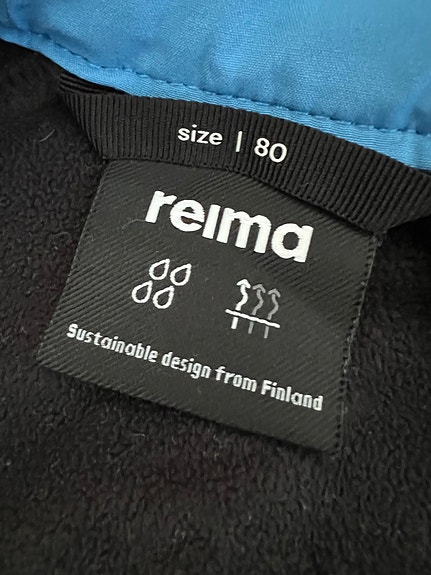 size | 80
reima
Sustainable design from Finland